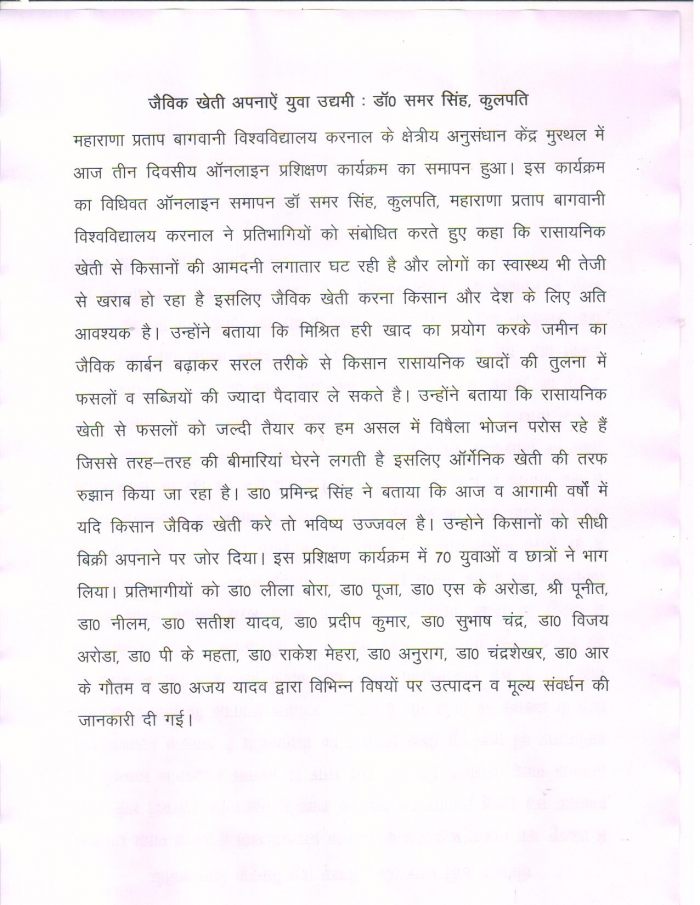 जैविक खेती अपनाऐं युवा उद्यमी : डॉ0 समर सिंह, कुलपति
महाराणा प्रताप बागवानी विश्वविद्यालय करनाल के क्षेत्रीय अनुसंधान केंद्र मुरथल में
आज तीन दिवसीय ऑनलाइन प्रशिक्षण कार्यक्रम का समापन हुआ। इस कार्यक्रम
का विधिवत ऑनलाइन समापन डॉ समर सिंह, कुलपति, महाराणा प्रताप बागवानी
विश्वविद्यालय करनाल ने प्रतिभागियों को संबोधित करते हुए कहा कि रासायनिक
खेती से किसानों की आमदनी लगातार घट रही है और लोगों का स्वास्थ्य भी तेजी
से खराब हो रहा है इसलिए जैविक खेती करना किसान और देश के लिए अति
आवश्यक है। उन्होंने बताया कि मिश्रित हरी खाद का प्रयोग करके जमीन का
जैविक कार्बन बढ़ाकर सरल तरीके से किसान रासायनिक खादों की तुलना में
फसलों व सब्जियों की ज्यादा पैदावार ले सकते है। उन्होंने बताया कि रासायनिक
खेती से फसलों को जल्दी तैयार कर हम असल में विषैला भोजन परोस रहे हैं
जिससे तरह–तरह की बीमारियां घेरने लगती है इसलिए ऑर्गेनिक खेती की तरफ
रुझान किया जा रहा है। डा0 प्रमिन्द्र सिंह ने बताया कि आज व आगामी वर्षों में
यदि किसान जैविक खेती करे तो भविष्य उज्जवल है। उन्होने किसानों को सीधी
बिक्री अपनाने पर जोर दिया। इस प्रशिक्षण कार्यक्रम में 70 युवाओं व छात्रों ने भाग
लिया। प्रतिभागीयों को डा0 लीला बोरा, डा0 पूजा, डा0 एस के अरोडा, श्री पूनीत,
डा0 नीलम, डा0 सतीश यादव, डा0 प्रदीप कुमार, डा0 सुभाष चंद्र, डा0 विजय
अरोडा, डा0 पी के महता, डा0 राकेश मेहरा, डा0 अनुराग, डा0 चंद्रशेखर, डा0 आर
के गौतम व डा0 अजय यादव द्वारा विभिन्न विषयों पर उत्पादन व मूल्य संवर्धन की
जानकारी दी गई।